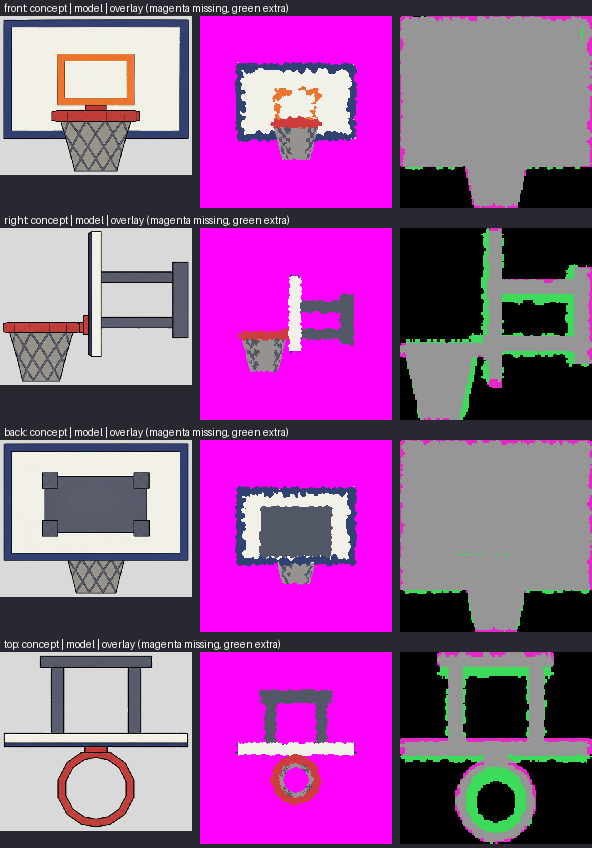 front: concept | model | overlay (magenta missing, green extra)
right: concept | model | overlay (magenta missing, green extra)
back: concept | model | overlay (magenta missing, green extra)
top: concept | model | overlay (magenta missing, green extra)